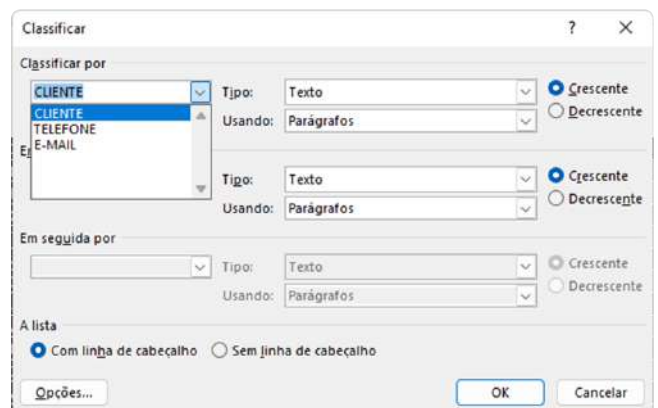 Classificar ? X
Classificar por
CLIENTE Tipo: Texto Crescente
CLIENTE
TELEFONE Usando: Parágrafos Decrescente
E-MAIL
Tipo: Texto Crescente
Usando: Parágrafos Decrescente
Em seguida por
Tipo: Texto Crescente
Usando: Parágrafos Decrescente
A lista
Com linha de cabeçalho Sem linha de cabeçalho
Opções... OK Cancelar